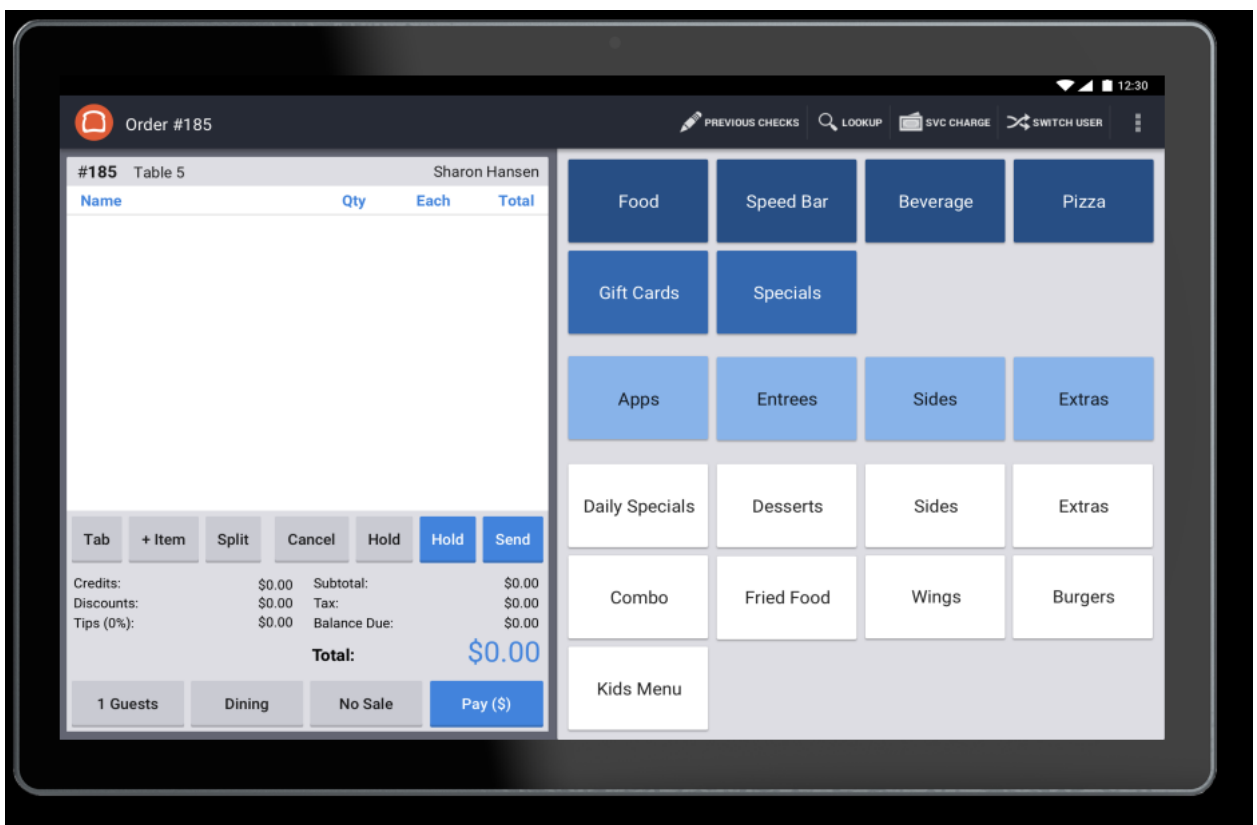 12:30
Order #185
PREVIOUS CHECKS
LOOKUP
SVC CHARGE
SWITCH USER
#185 Table 5 Sharon Hansen
Name Qty Each Total
Tab + Item Split Cancel Hold Hold Send
Credits: $0.00 Subtotal: $0.00
Discounts: $0.00 Tax: $0.00
Tips (0%): $0.00 Balance Due: $0.00
Total: $0.00
1 Guests Dining No Sale Pay ($)
Food Speed Bar Beverage Pizza
Gift Cards Specials
Apps Entrees Sides Extras
Daily Specials Desserts Sides Extras
Combo Fried Food Wings Burgers
Kids Menu